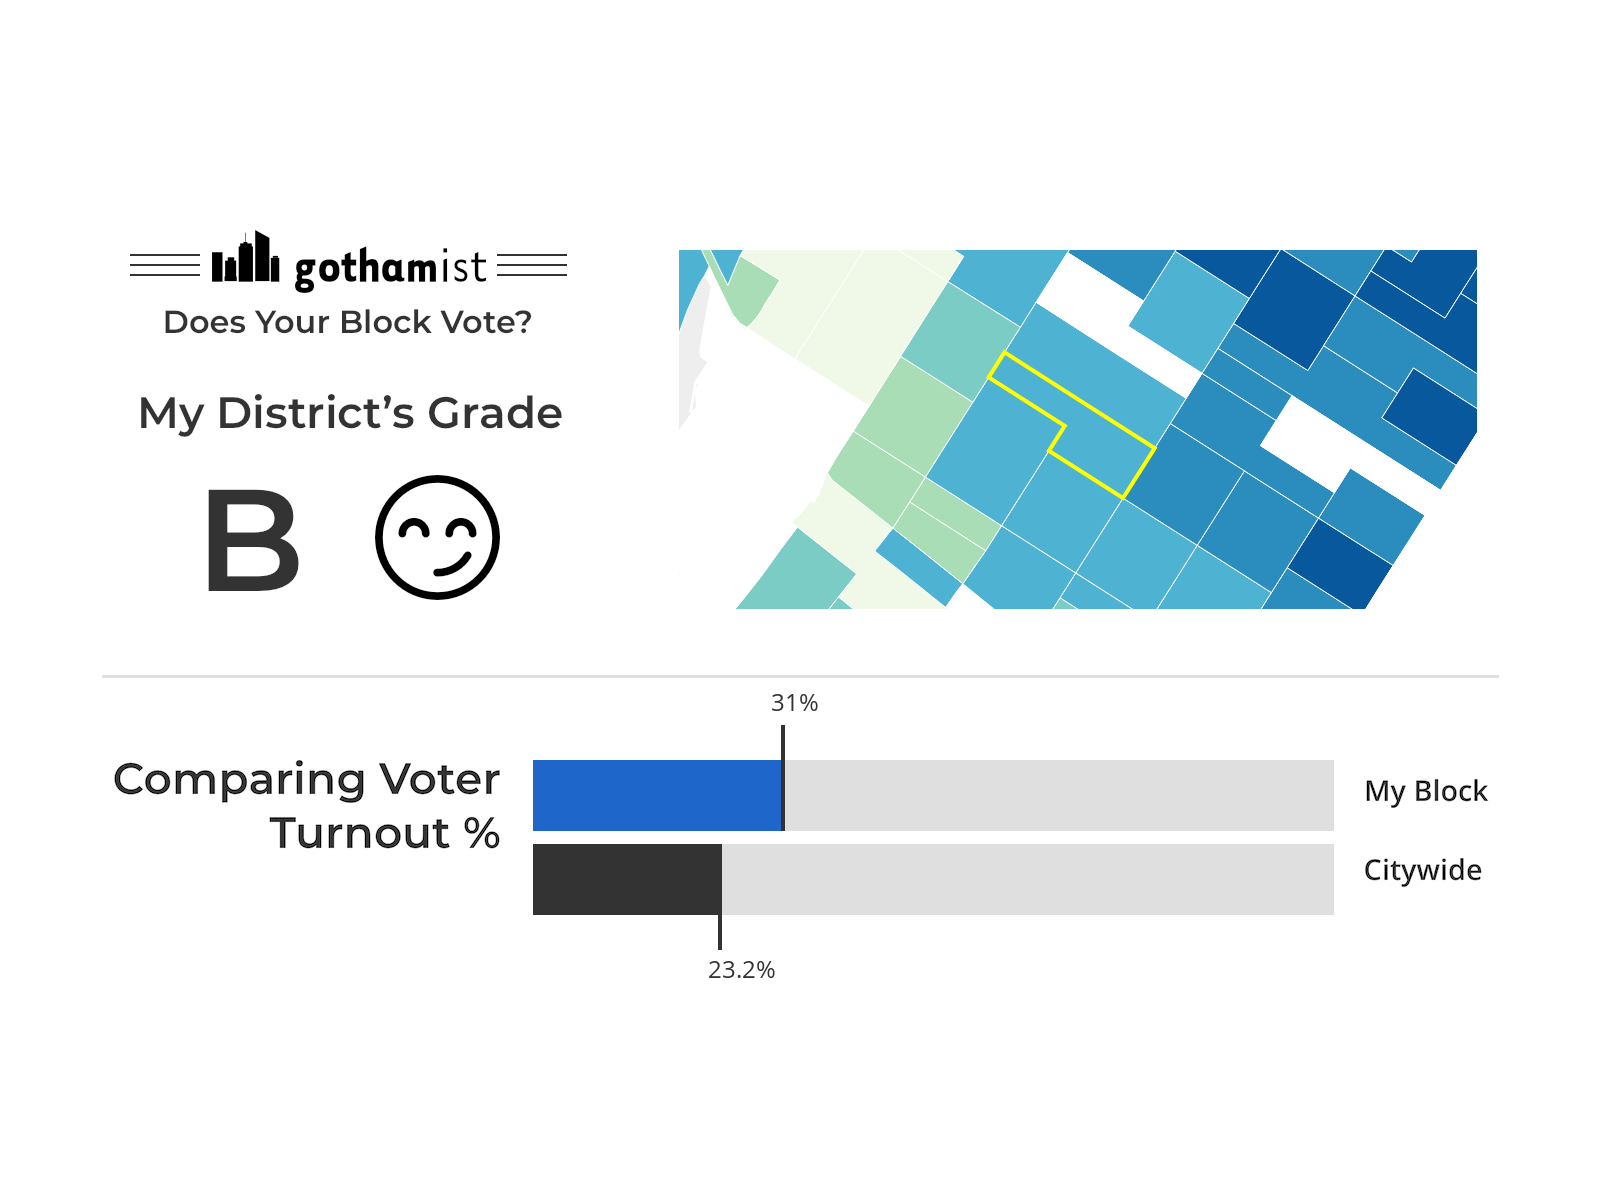 gothamist
Does Your Block Vote?
My District's Grade
B
31%
Comparing Voter
Turnout %
My Block
Citywide
23.2%